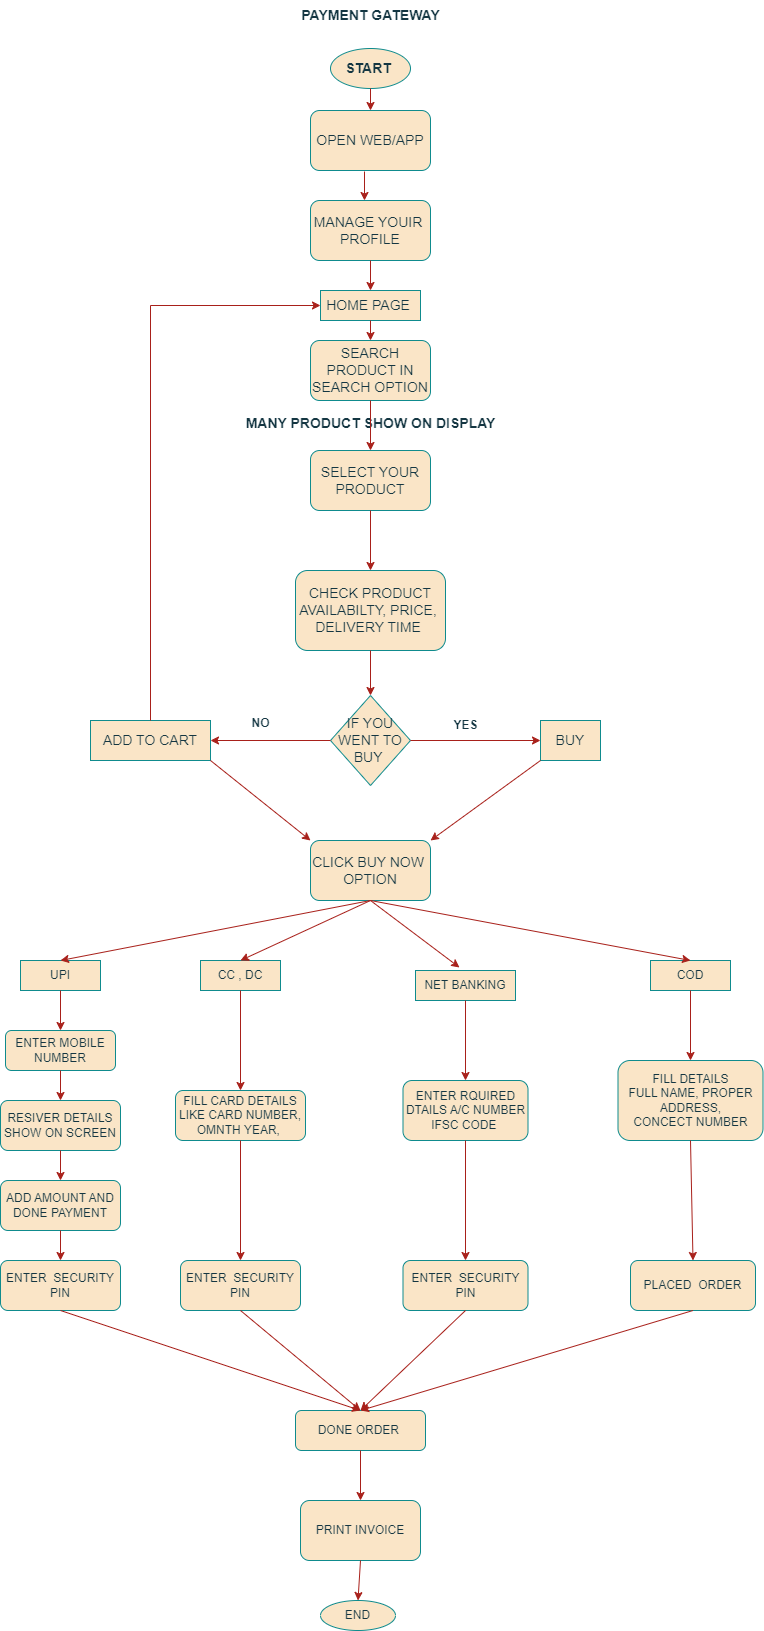 PAYMENT GATEWAY
START
OPEN WEB/APP
MANAGE YOUIR
PROFILE
HOME PAGE
SEARCH
PRODUCT IN
SEARCH OPTION
MANY PRODUCT SHOW ON DISPLAY
SELECT YOUR
PRODUCT
CHECK PRODUCT
AVAILABILTY, PRICE,
DELIVERY TIME
NO
IF YOU
WENT TO
BUY
YES
ADD TO CART
BUY
CLICK BUY NOW
OPTION
UPI
CC , DC
NET BANKING
COD
ENTER MOBILE
NUMBER
RESIVER DETAILS
SHOW ON SCREEN
ADD AMOUNT AND
DONE PAYMENT
ENTER  SECURITY
PIN
FILL CARD DETAILS
LIKE CARD NUMBER,
OMNTH YEAR,
ENTER  SECURITY
PIN
ENTER RQUIRED
DTAILS A/C NUMBER
IFSC CODE
ENTER  SECURITY
PIN
FILL DETAILS
FULL NAME, PROPER
ADDRESS,
CONCECT NUMBER
PLACED  ORDER
DONE ORDER
PRINT INVOICE
END